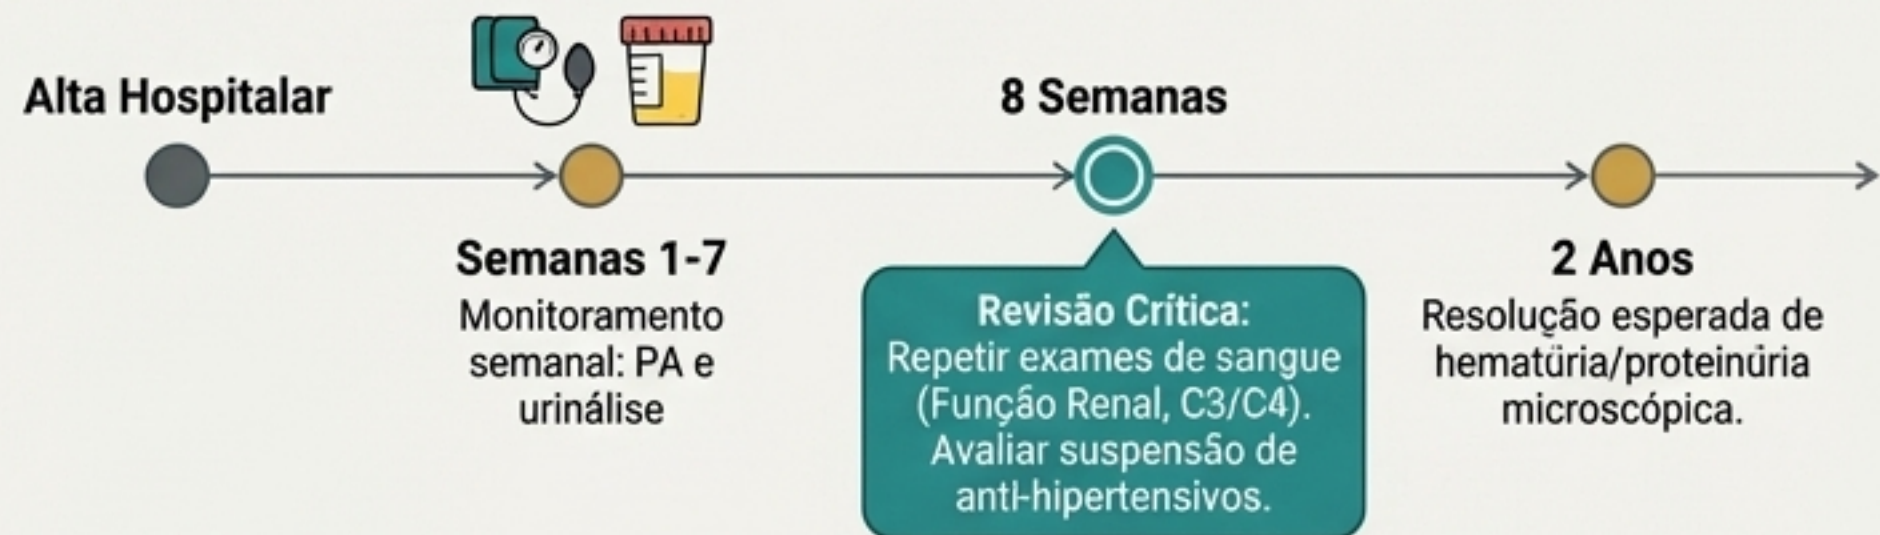 Alta Hospitalar
Semanas 1-7
Monitoramento
semanal: PA e
urinálise
8 Semanas
Revisão Crítica:
Repetir exames de sangue
(Função Renal, C3/C4).
Avaliar suspensão de
anti-hipertensivos.
2 Anos
Resolução esperada de
hematúria/proteinúria
microscópica.